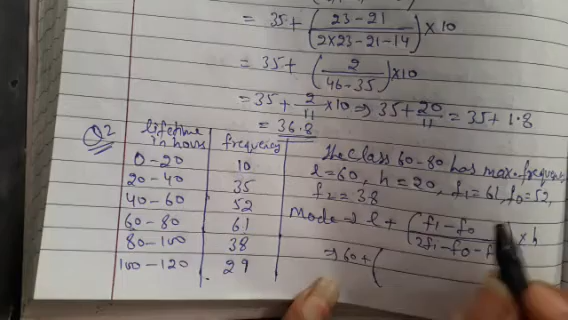 = 35 + (23 - 21 / 2×23 - 21 - 14) × 10
= 35 + (2 / 46 - 35) × 10
= 35 + 2/11 × 10 ⇒ 35 + 20/11 = 35 + 1.8
= 36.8
Q2
lifetime in hours | frequency
0-20 | 10
20-40 | 35
40-60 | 52
60-80 | 61
80-100 | 38
100-120 | 29
The class 60-80 has max. frequency
l = 60, h = 20, f1 = 61, f0 = 52,
f2 = 38
Mode ⇒ l + (f1 - f0 / 2f1 - f0 - f × h
⇒ 60 + (